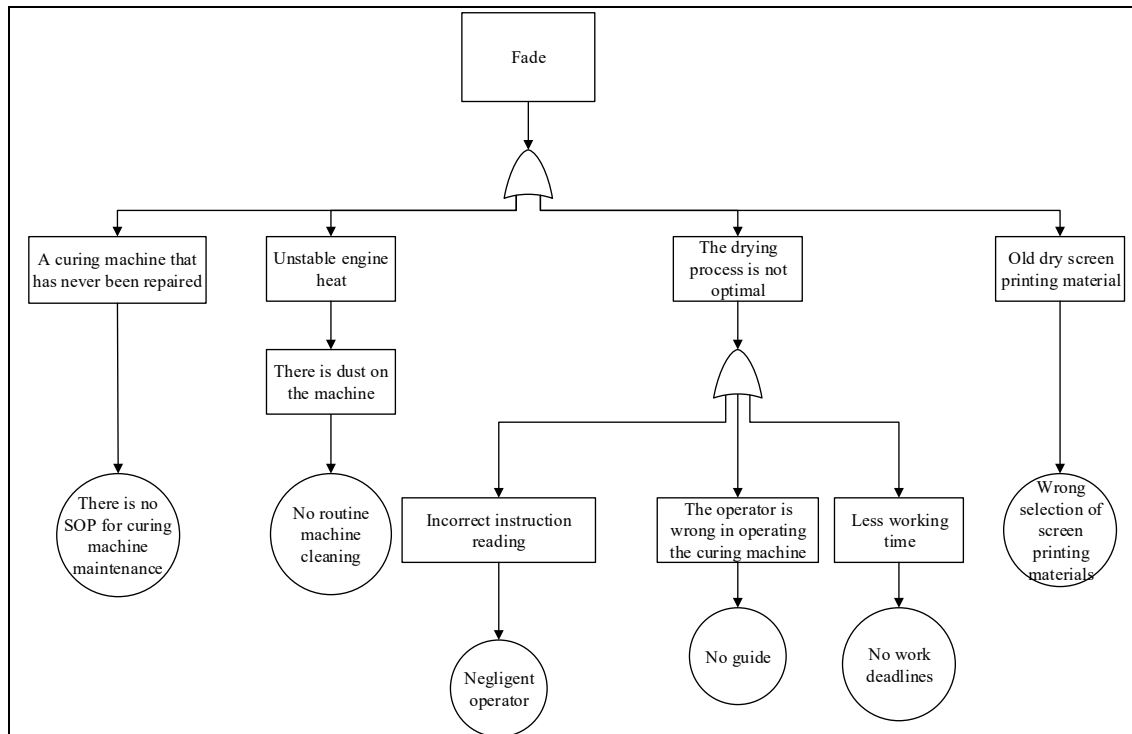 Fade
A curing machine that
has never been repaired
Unstable engine
heat
The drying
process is not
optimal
Old dry screen
printing material
There is dust on
the machine
There is no
SOP for curing
machine
maintenance
No routine
machine
cleaning
Incorrect instruction
reading
The operator is
wrong in operating
the curing machine
Less working
time
Wrong
selection of
screen
printing
materials
Negligent
operator
No guide
No work
deadlines